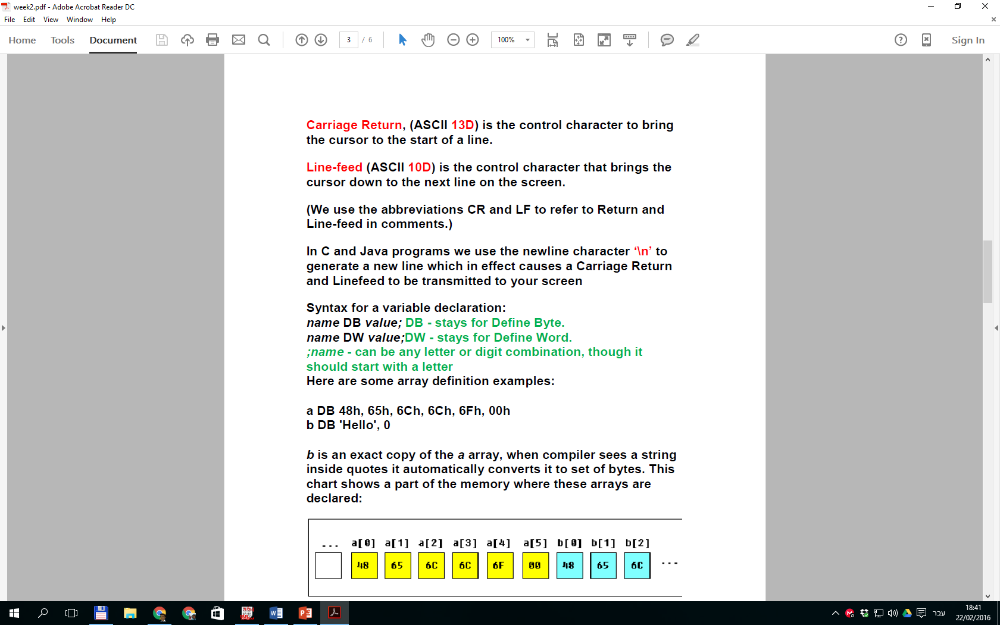 week2.pdf - Adobe Acrobat Reader DC
File Edit View Window Help
Home Tools Document 3 / 6 100% Sign In
Carriage Return, (ASCII 13D) is the control character to bring
the cursor to the start of a line.
Line-feed (ASCII 10D) is the control character that brings the
cursor down to the next line on the screen.
(We use the abbreviations CR and LF to refer to Return and
Line-feed in comments.)
In C and Java programs we use the newline character ‘\n’ to
generate a new line which in effect causes a Carriage Return
and Linefeed to be transmitted to your screen
Syntax for a variable declaration:
name DB value; DB - stays for Define Byte.
name DW value;DW - stays for Define Word.
;name - can be any letter or digit combination, though it
should start with a letter
Here are some array definition examples:
a DB 48h, 65h, 6Ch, 6Ch, 6Fh, 00h
b DB 'Hello', 0
b is an exact copy of the a array, when compiler sees a string
inside quotes it automatically converts it to set of bytes. This
chart shows a part of the memory where these arrays are
declared:
... a[0] a[1] a[2] a[3] a[4] a[5] b[0] b[1] b[2]
48 65 6C 6C 6F 00 48 65 6C ...
עבר
18:41
22/02/2016